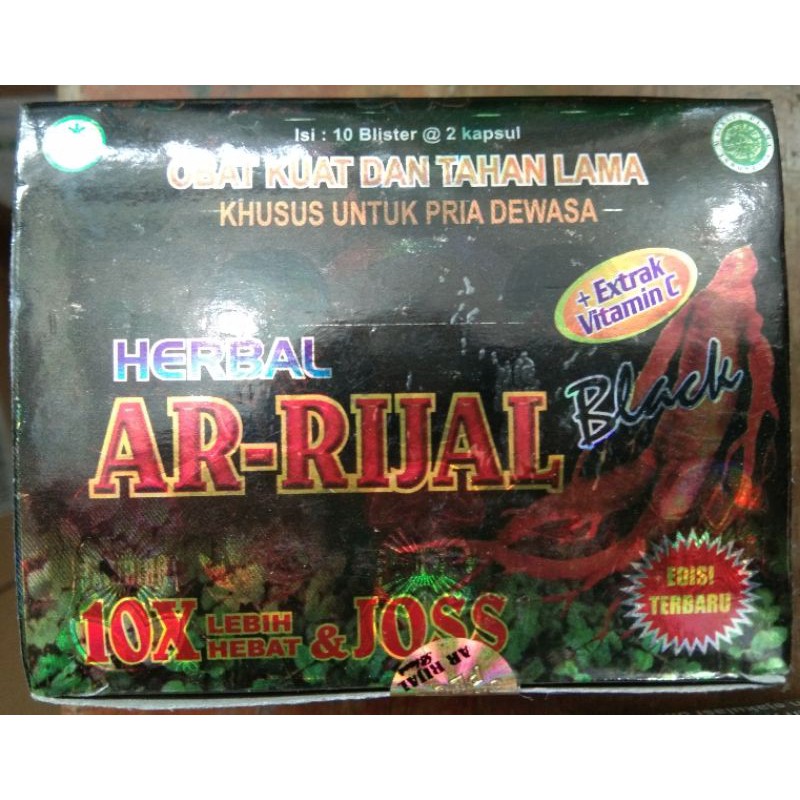 Isi : 10 Blister @ 2 kapsul
OBAT KUAT DAN TAHAN LAMA
KHUSUS UNTUK PRIA DEWASA
+ Extrak
Vitamin C
HERBAL
AR-RIJAL
Black
EDISI
TERBARU
10X LEBIH HEBAT & JOSS
AR RIJAL